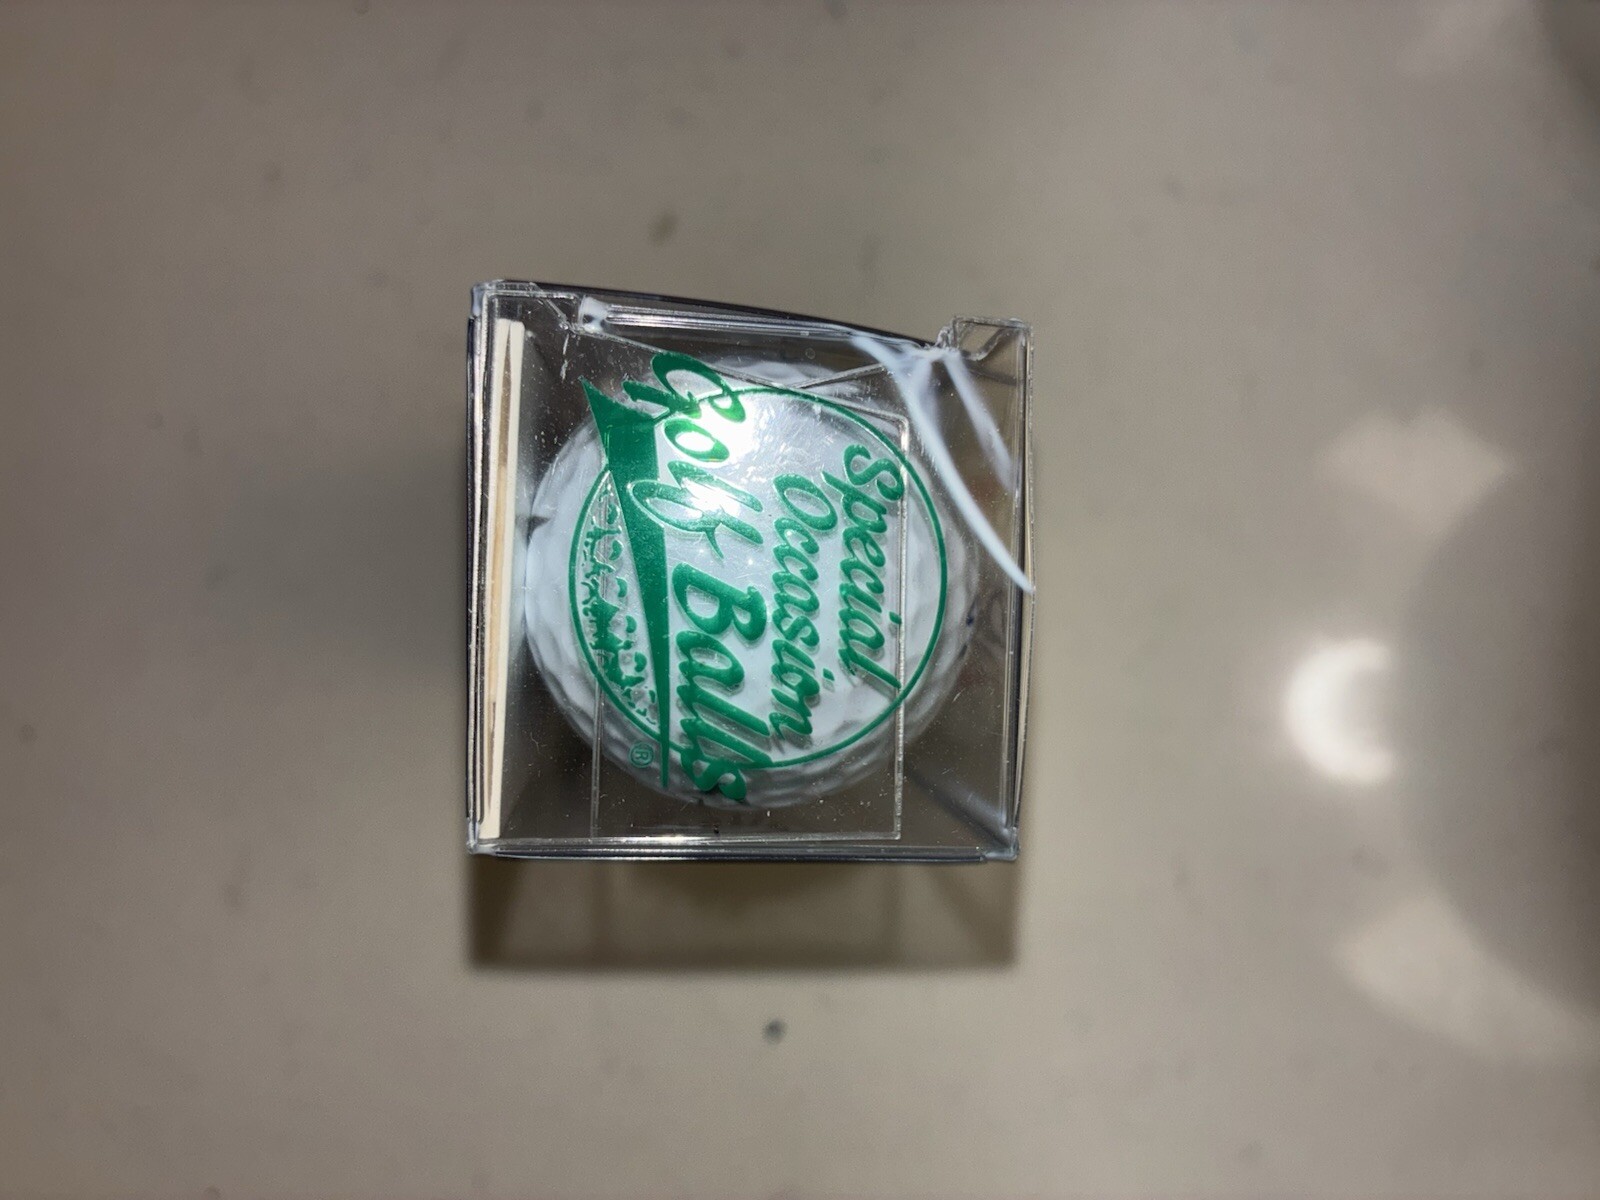 Special
Occasion
Golf Balls
®